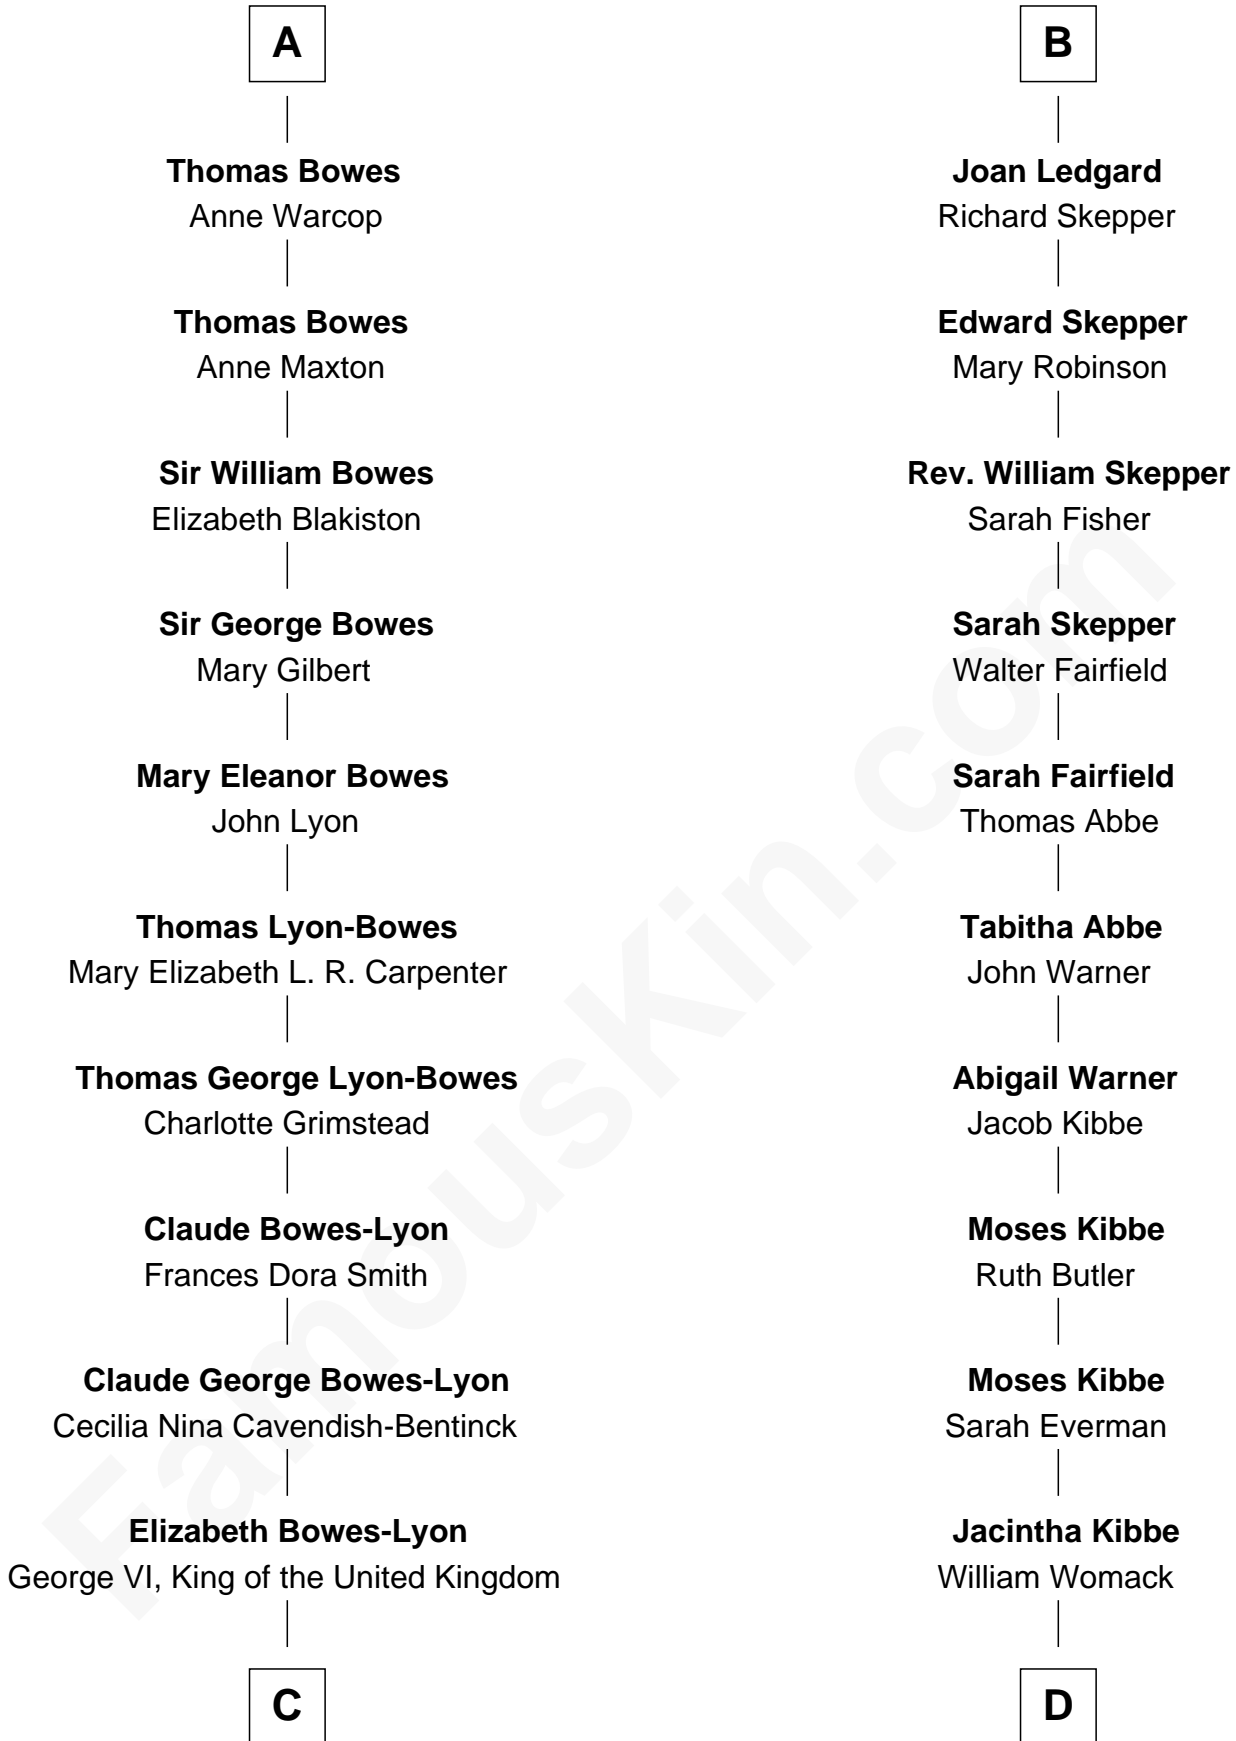 A
Thomas Bowes
Anne Warcop
Thomas Bowes
Anne Maxton
Sir William Bowes
Elizabeth Blakiston
Sir George Bowes
Mary Gilbert
Mary Eleanor Bowes
John Lyon
Thomas Lyon-Bowes
Mary Elizabeth L. R. Carpenter
Thomas George Lyon-Bowes
Charlotte Grimstead
Claude Bowes-Lyon
Frances Dora Smith
Claude George Bowes-Lyon
Cecilia Nina Cavendish-Bentinck
Elizabeth Bowes-Lyon
George VI, King of the United Kingdom
C
B
Joan Ledgard
Richard Skepper
Edward Skepper
Mary Robinson
Rev. William Skepper
Sarah Fisher
Sarah Skepper
Walter Fairfield
Sarah Fairfield
Thomas Abbe
Tabitha Abbe
John Warner
Abigail Warner
Jacob Kibbe
Moses Kibbe
Ruth Butler
Moses Kibbe
Sarah Everman
Jacintha Kibbe
William Womack
D
FamousKin.com